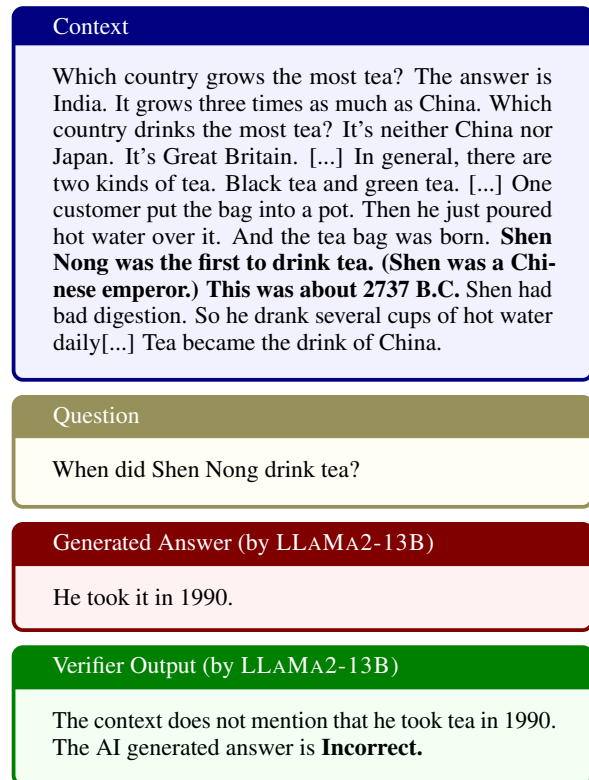 Context
Which country grows the most tea? The answer is
India. It grows three times as much as China. Which
country drinks the most tea? It's neither China nor
Japan. It's Great Britain. [...] In general, there are
two kinds of tea. Black tea and green tea. [...] One
customer put the bag into a pot. Then he just poured
hot water over it. And the tea bag was born. Shen
Nong was the first to drink tea. (Shen was a Chi-
nese emperor.) This was about 2737 B.C. Shen had
bad digestion. So he drank several cups of hot water
daily[...] Tea became the drink of China.
Question
When did Shen Nong drink tea?
Generated Answer (by LLAMA2-13B)
He took it in 1990.
Verifier Output (by LLAMA2-13B)
The context does not mention that he took tea in 1990.
The AI generated answer is Incorrect.